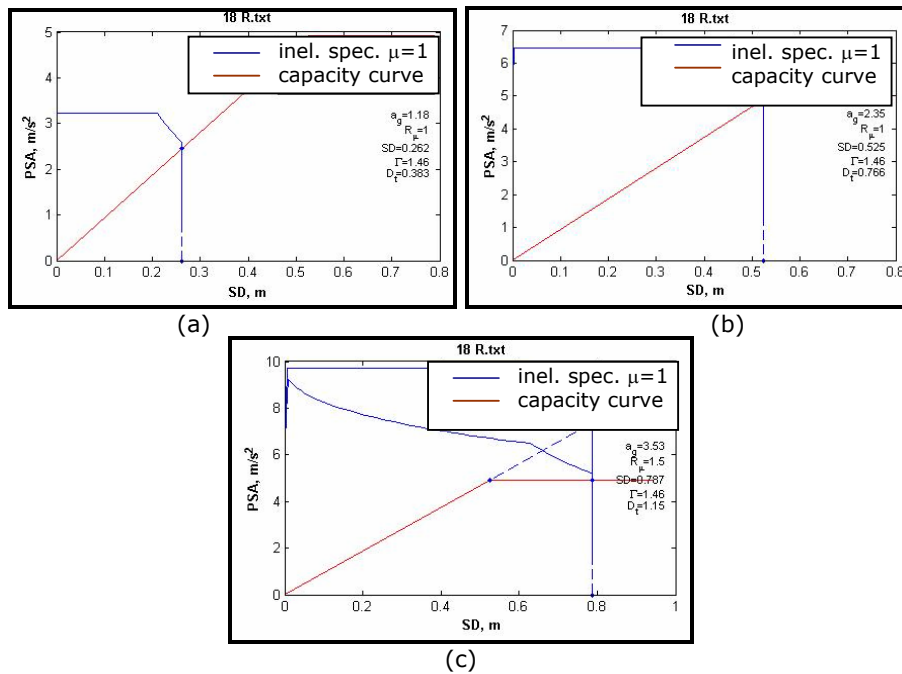 18 R.txt
inel. spec. μ=1
capacity curve
a_g=1.18
R_μ=1
SD=0.262
Γ=1.46
D_t=0.383
PSA, m/s²
5
4
3
2
1
0
0 0.1 0.2 0.3 0.4 0.5 0.6 0.7 0.8
SD, m
(a)
18 R.txt
inel. spec. μ=1
capacity curve
a_g=2.35
R_μ=1
SD=0.525
Γ=1.46
D_t=0.766
PSA, m/s²
7
6
5
4
3
2
1
0
0 0.1 0.2 0.3 0.4 0.5 0.6 0.7 0.8
SD, m
(b)
18 R.txt
inel. spec. μ=1
capacity curve
a_g=3.53
R_μ=1.5
SD=0.787
Γ=1.46
D_t=1.15
PSA, m/s²
10
8
6
4
2
0
0 0.2 0.4 0.6 0.8 1
SD, m
(c)